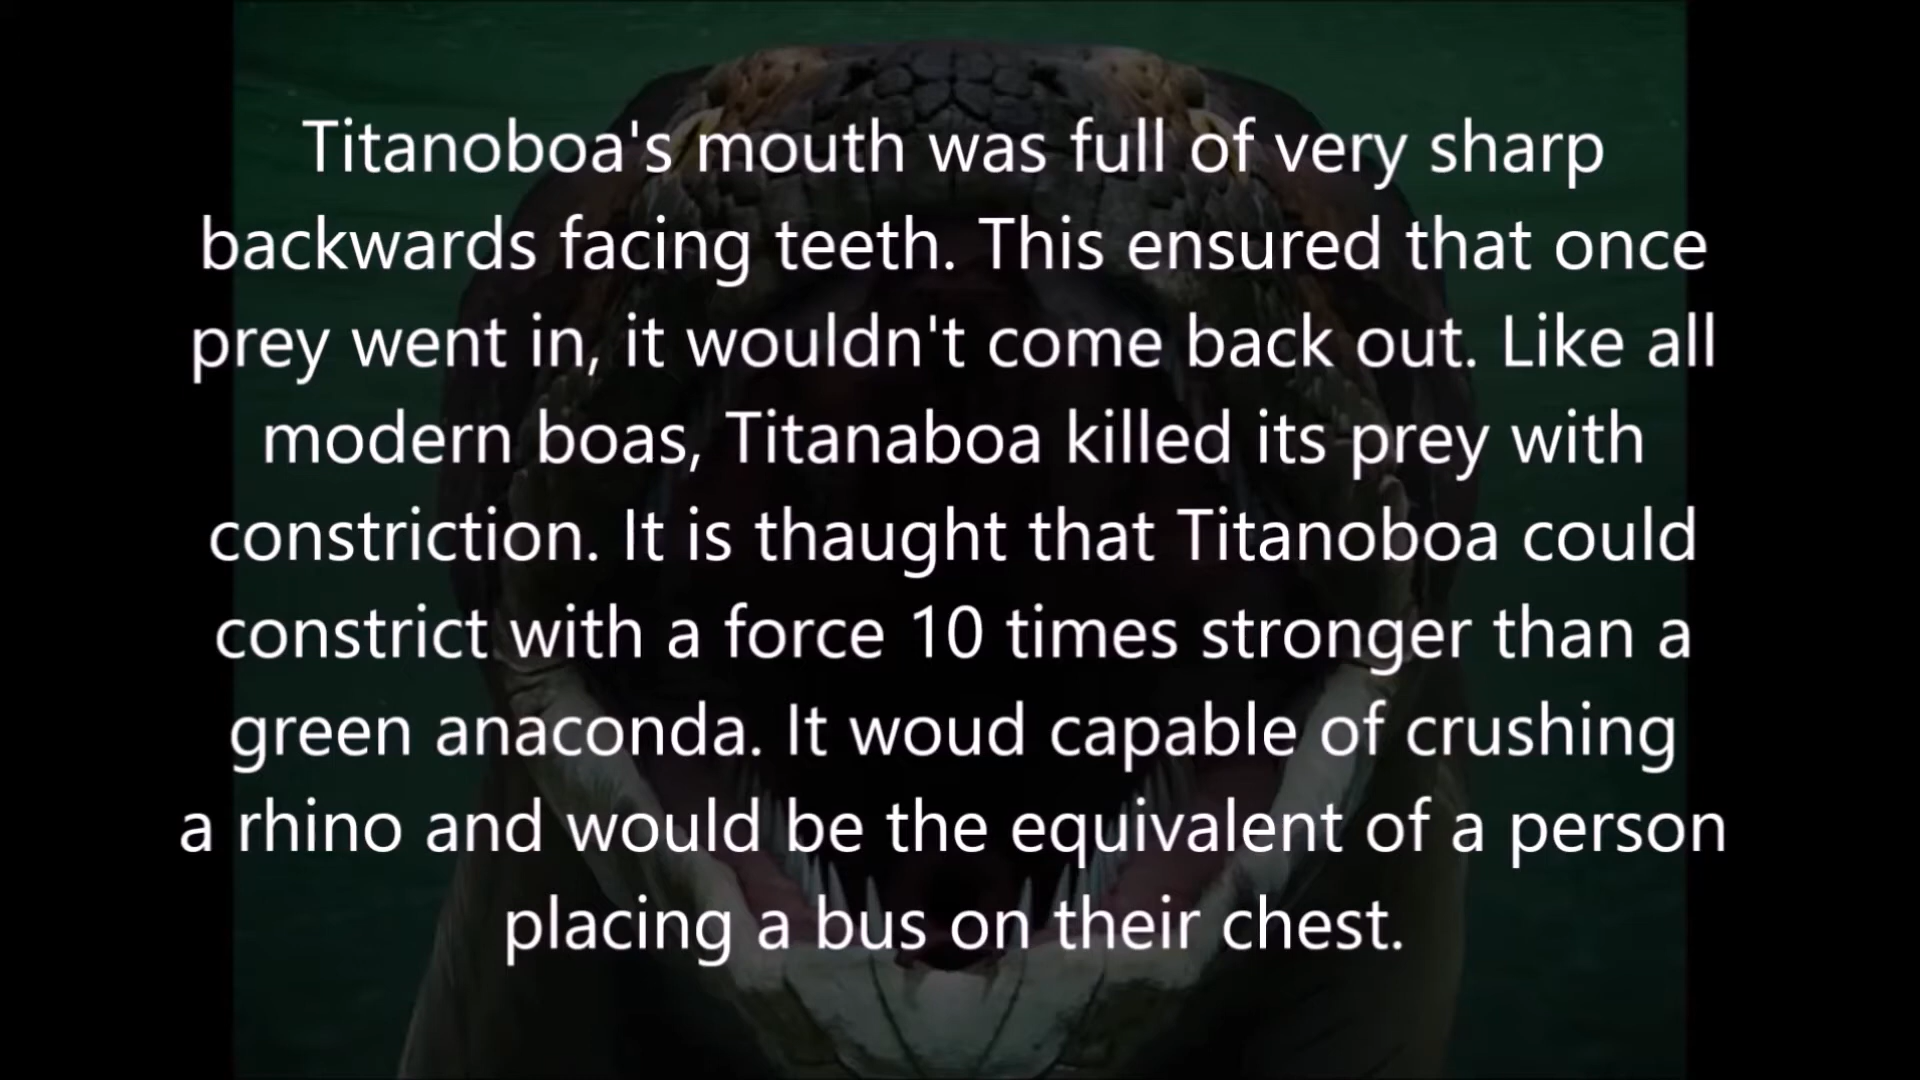 Titanoboa's mouth was full of very sharp
backwards facing teeth. This ensured that once
prey went in, it wouldn't come back out. Like all
modern boas, Titanaboa killed its prey with
constriction. It is thaught that Titanoboa could
constrict with a force 10 times stronger than a
green anaconda. It woud capable of crushing
a rhino and would be the equivalent of a person
placing a bus on their chest.